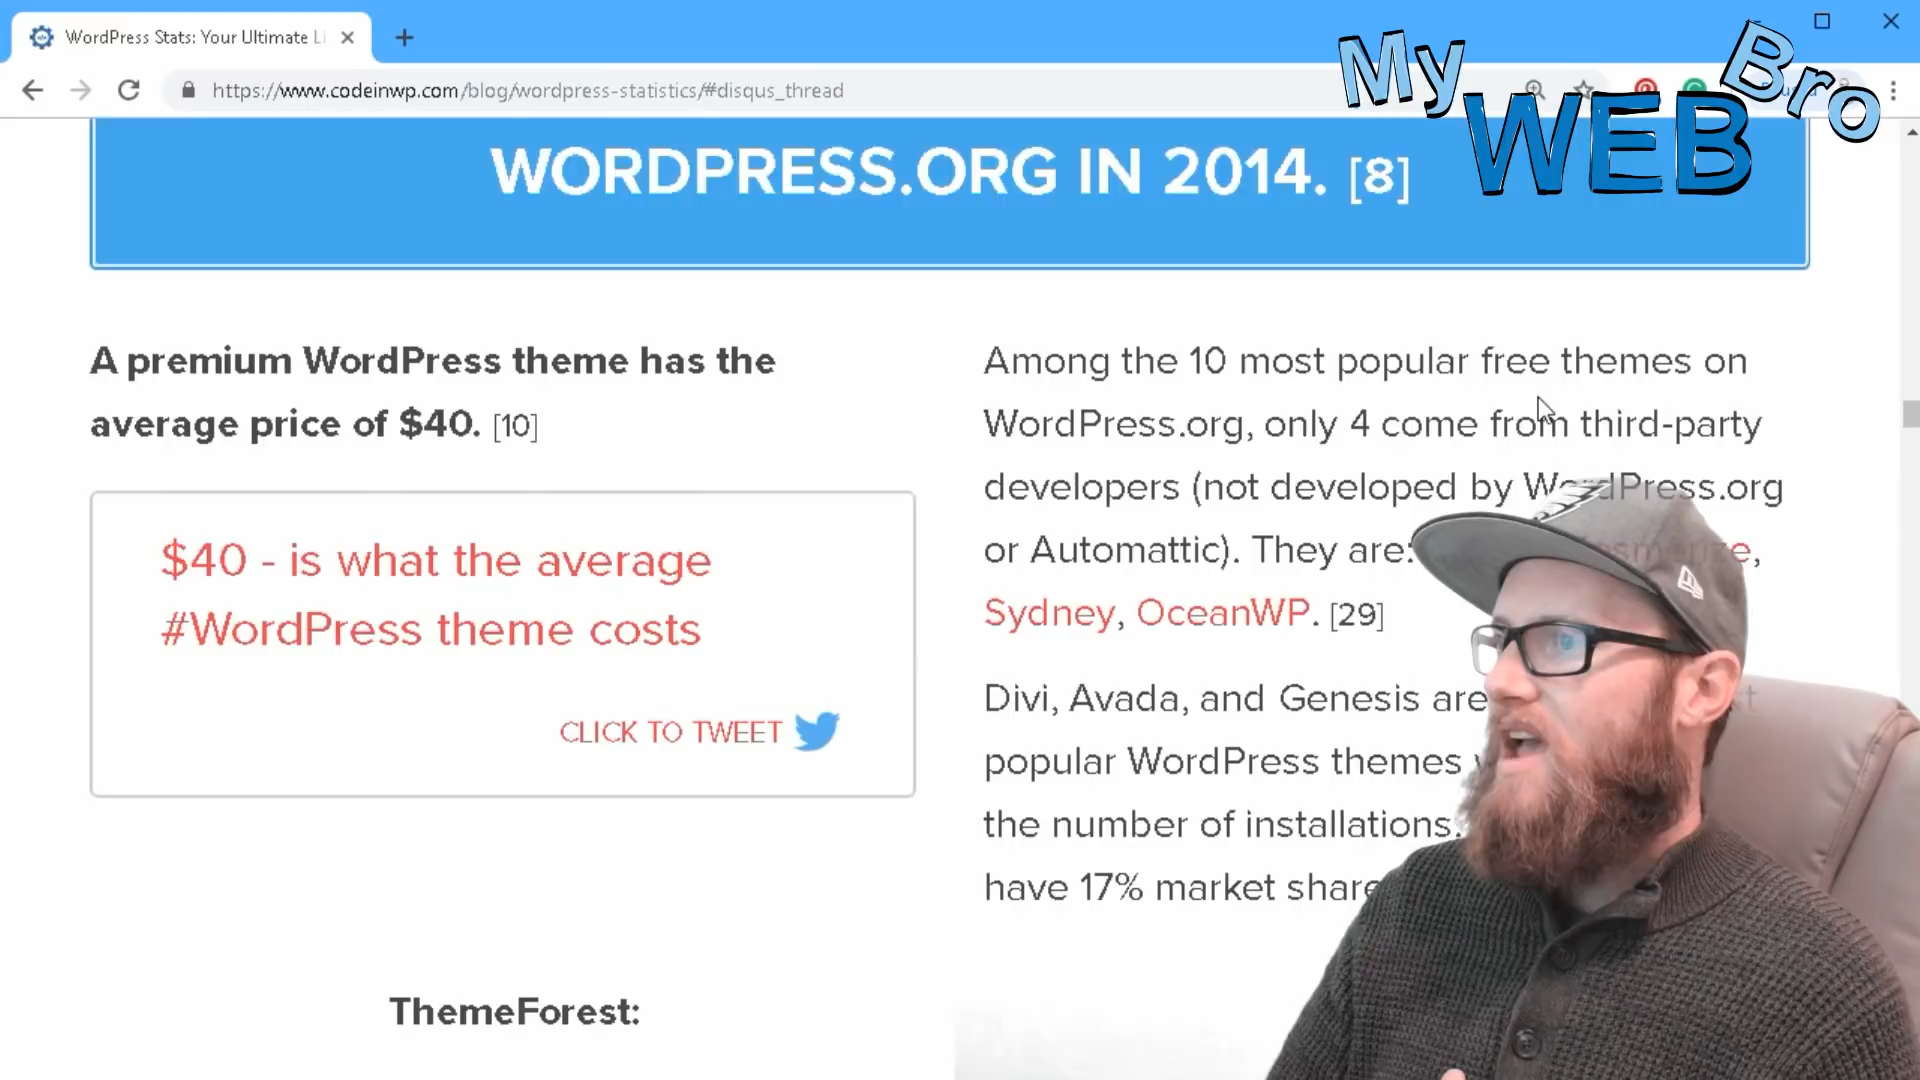 WordPress Stats: Your Ultimate Li
https://www.codeinwp.com/blog/wordpress-statistics/#disqus_thread
My
WEB
Bro
WORDPRESS.ORG IN 2014. [8]
A premium WordPress theme has the
average price of $40. [10]
$40 - is what the average
#WordPress theme costs
CLICK TO TWEET
ThemeForest:
Among the 10 most popular free themes on
WordPress.org, only 4 come from third-party
developers (not developed by WordPress.org
or Automattic). They are:
Sydney, OceanWP. [29]
Divi, Avada, and Genesis are
popular WordPress themes
the number of installations.
have 17% market share